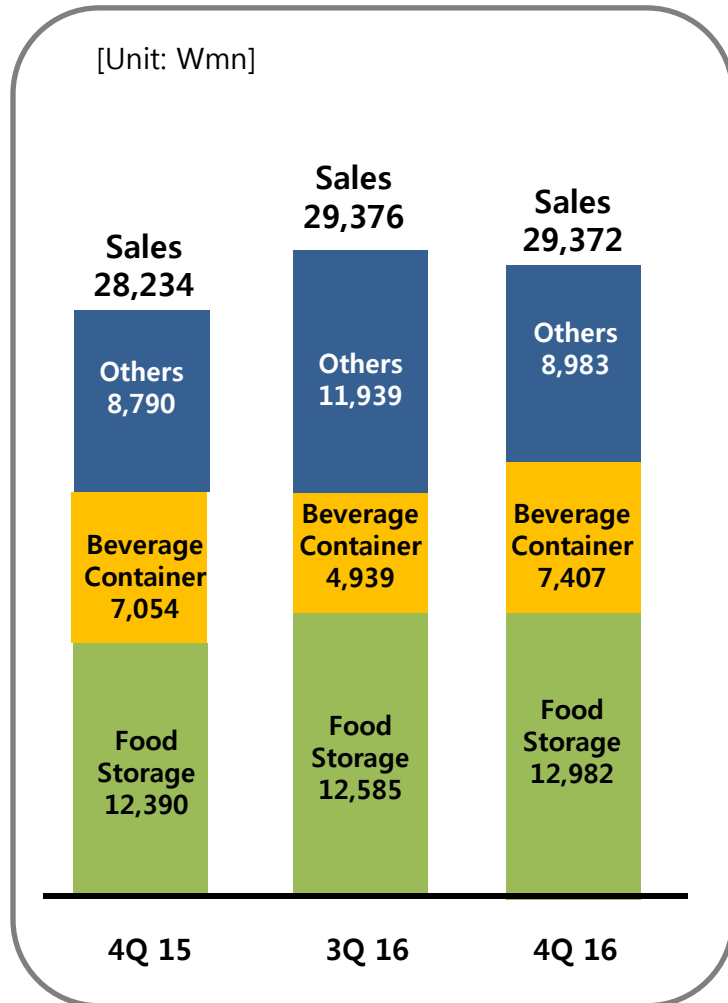 [Unit: Wmn]
Sales
28,234
Others
8,790
Beverage
Container
7,054
Food
Storage
12,390
4Q 15
Sales
29,376
Others
11,939
Beverage
Container
4,939
Food
Storage
12,585
3Q 16
Sales
29,372
Others
8,983
Beverage
Container
7,407
Food
Storage
12,982
4Q 16